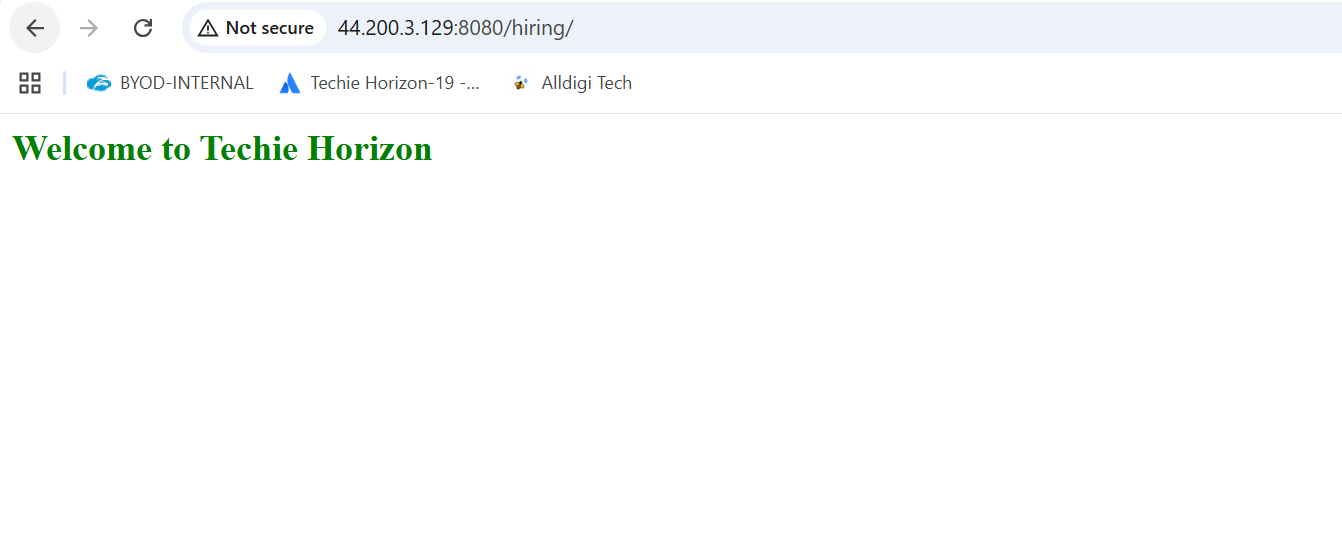 Not secure 44.200.3.129:8080/hiring/
BYOD-INTERNAL Techie Horizon-19 -... Alldigi Tech
Welcome to Techie Horizon